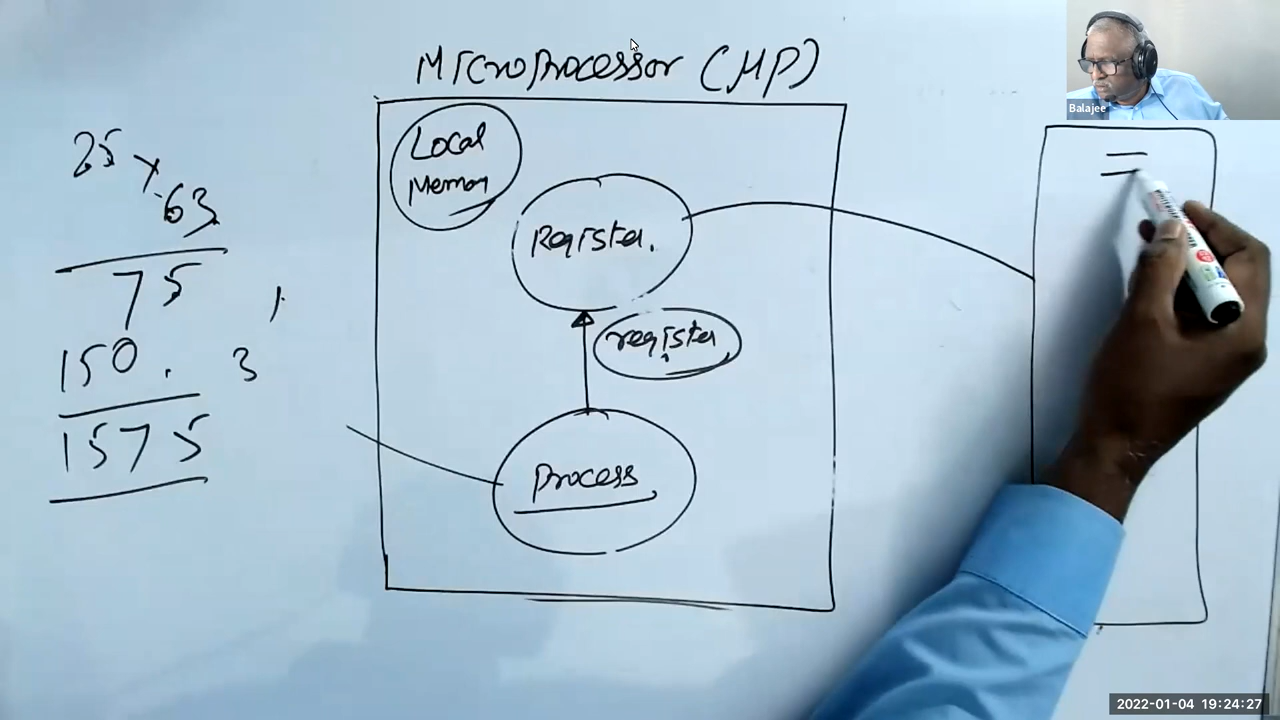 MICROPROCESSOR (MP)
Local
Memory
Register.
register
Process
25 x
63
75
150.
3
1575
Balajee
2022-01-04 19:24:27